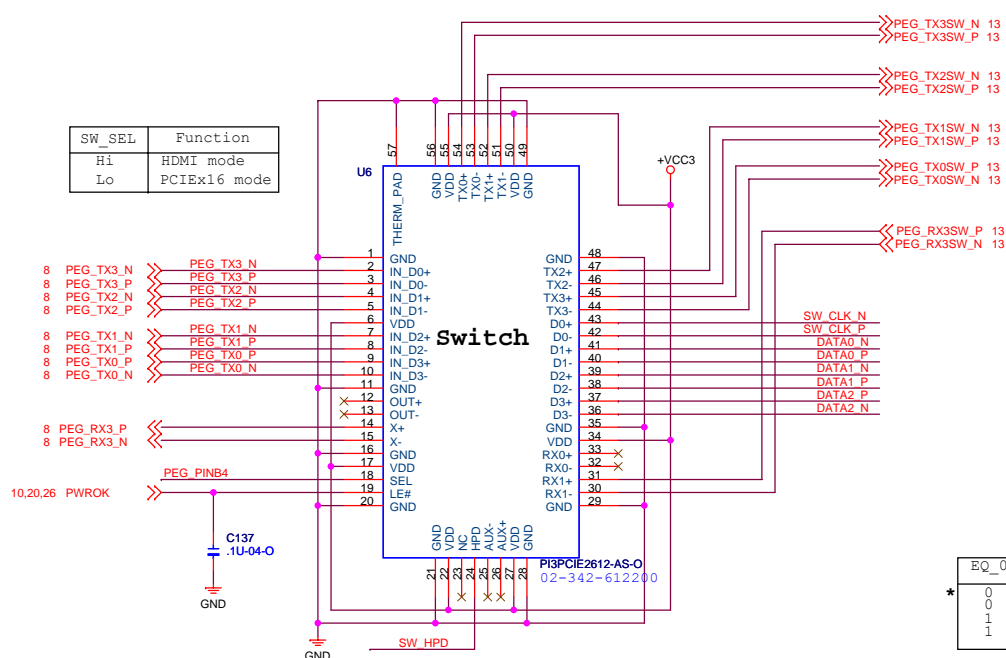 PEG_TX3SW_N 13
PEG_TX3SW_P 13
PEG_TX2SW_N 13
PEG_TX2SW_P 13
PEG_TX1SW_N 13
PEG_TX1SW_P 13
PEG_TX0SW_P 13
PEG_TX0SW_N 13
PEG_RX3SW_P 13
PEG_RX3SW_N 13
SW_SEL Function
Hi HDMI mode
Lo PCIEx16 mode
+VCC3
U6
57 56 55 54 53 52 51 50 49
THERM_PAD GND VDD TX0+ TX0- TX1+ TX1- VDD GND
8 PEG_TX3_N PEG_TX3_N
8 PEG_TX3_P PEG_TX3_P
8 PEG_TX2_N PEG_TX2_N
8 PEG_TX2_P PEG_TX2_P
8 PEG_TX1_N PEG_TX1_N
8 PEG_TX1_P PEG_TX1_P
8 PEG_TX0_P PEG_TX0_P
8 PEG_TX0_N PEG_TX0_N
8 PEG_RX3_P
8 PEG_RX3_N
PEG_PINB4
10,20,26 PWROK
1 GND
2 IN_D0+
3 IN_D0-
4 IN_D1+
5 IN_D1-
6 VDD
7 IN_D2+
8 IN_D2-
9 IN_D3+
10 IN_D3-
11 GND
12 OUT+
13 OUT-
14 X+
15 X-
16 GND
17 VDD
18 SEL
19 LE#
20 GND
Switch
GND 48
TX2+ 47
TX2- 46
TX3+ 45
TX3- 44
D0+ 43 SW_CLK_N
D0- 42 SW_CLK_P
D1+ 41 DATA0_N
D1- 40 DATA0_P
D2+ 39 DATA1_N
D2- 38 DATA1_P
D3+ 37 DATA2_P
D3- 36 DATA2_N
GND 35
VDD 34
RX0+ 33
RX0- 32
RX1+ 31
RX1- 30
GND 29
GND VDD NC HPD AUX- AUX+ VDD GND
21 22 23 24 25 26 27 28
C137
.1U-04-O
GND
PI3PCIE2612-AS-O
02-342-612200
SW_HPD
GND
EQ_0
* 0
0
1
1